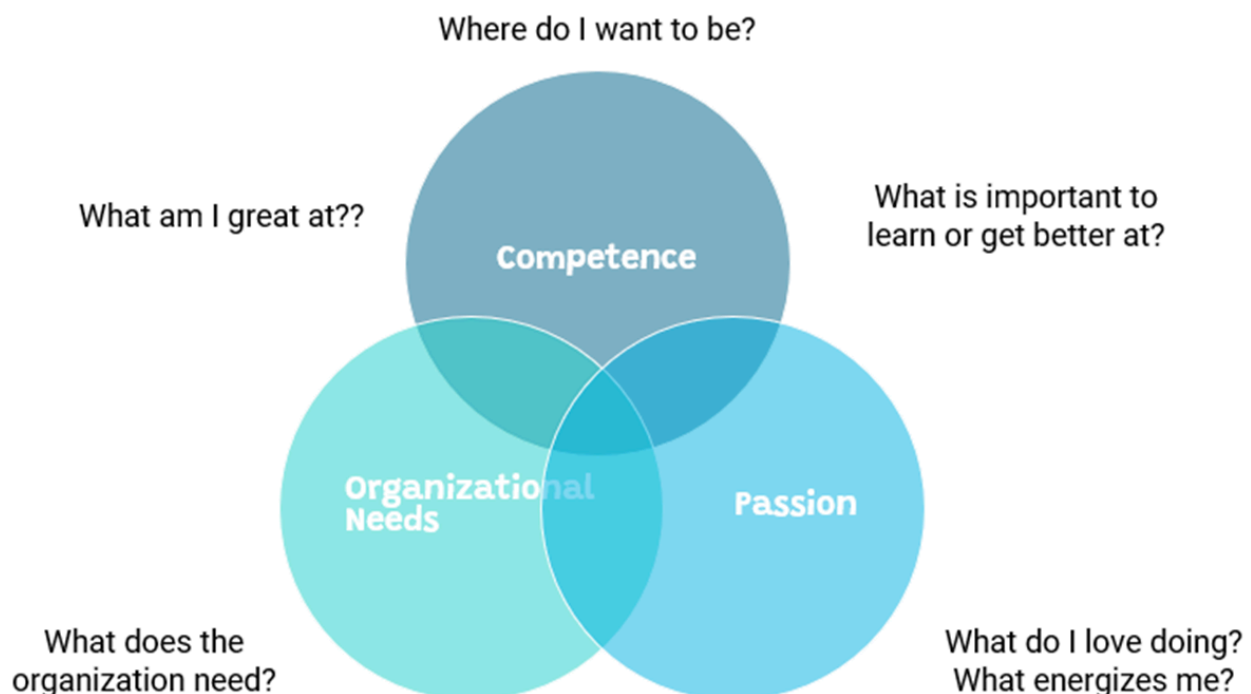 Where do I want to be?
What am I great at??
What is important to
learn or get better at?
Competence
Organizational
Needs
Passion
What does the
organization need?
What do I love doing?
What energizes me?